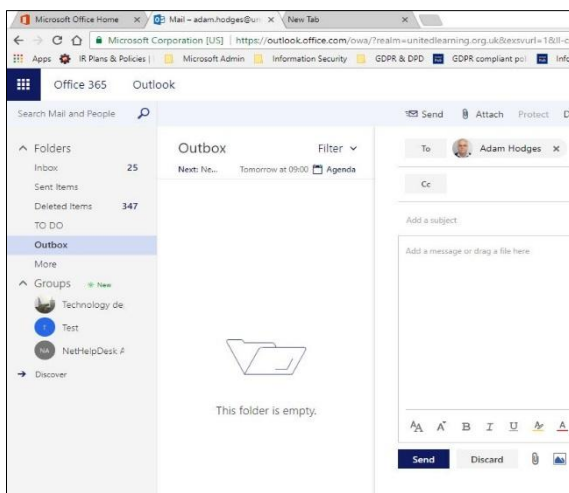 Microsoft Office Home
Mail – adam.hodges@un
New Tab
Microsoft Corporation [US] | https://outlook.office.com/owa/?realm=unitedlearning.org.uk&exsvurl=1&ll-c
Apps IR Plans & Policies | Microsoft Admin Information Security GDPR & DPD GDPR compliant pol Info
Office 365 Outlook
Search Mail and People
Send Attach Protect D
Folders
Inbox 25
Sent Items
Deleted Items 347
TO DO
Outbox
More
Groups New
Technology de
T Test
NA NetHelpDesk A
Discover
Outbox Filter
Next: Ne... Tomorrow at 09:00 Agenda
This folder is empty.
To Adam Hodges
Cc
Add a subject
Add a message or drag a file here
AA A B I U A
Send Discard